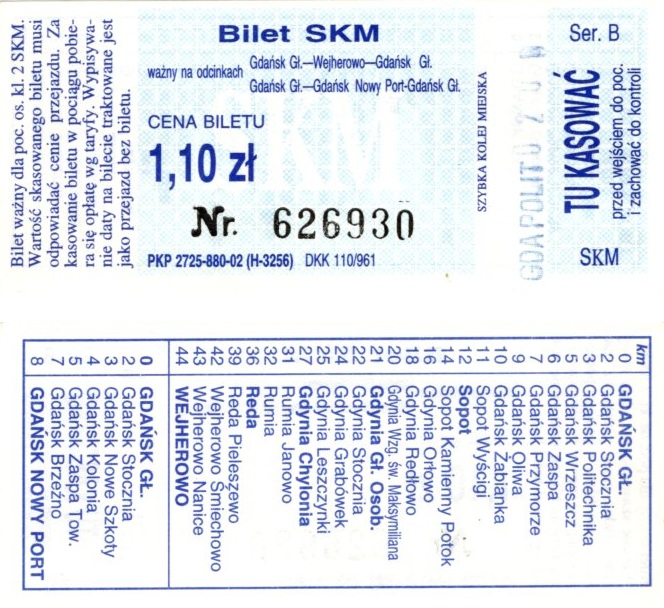 Bilet ważny dla poc. os. kl. 2 SKM.
Wartość skasowanego biletu musi
odpowiadać cenie przejazdu. Za
kasowanie biletu w pociągu pobie-
ra się opłatę wg taryfy. Wypisywa-
nie daty na bilecie traktowane jest
jako przejazd bez biletu.
Bilet SKM
ważny na odcinkach
Gdańsk Gł.—Wejherowo—Gdańsk Gł.
Gdańsk Gł.—Gdańsk Nowy Port-Gdańsk Gł.
SKM
CENA BILETU
1,10 zł
Nr. 626930
PKP 2725-880-02 (H-3256) DKK 110/961
SZYBKA KOLEJ MIEJSKA
GDAPOLIT
Ser. B
TU KASOWAĆ
przed wejściem do poc.
i zachować do kontroli
SKM
km
0 GDAŃSK GŁ.
2 Gdańsk Stocznia
3 Gdańsk Politechnika
5 Gdańsk Wrzeszcz
6 Gdańsk Zaspa
7 Gdańsk Przymorze
9 Gdańsk Oliwa
10 Gdańsk Żabianka
11 Sopot Wyścigi
12 Sopot
14 Sopot Kamienny Potok
16 Gdynia Orłowo
18 Gdynia Redłowo
20 Gdynia Wzg. św. Maksymiliana
21 Gdynia Gł. Osob.
22 Gdynia Stocznia
24 Gdynia Grabówek
25 Gdynia Leszczynki
27 Gdynia Chylonia
31 Rumia Janowo
32 Rumia
36 Reda
39 Reda Pieleszewo
42 Wejherowo Śmiechowo
43 Wejherowo Nanice
44 WEJHEROWO
0 GDAŃSK GŁ.
2 Gdańsk Stocznia
3 Gdańsk Nowe Szkoty
4 Gdańsk Kolonia
5 Gdańsk Zaspa Tow.
7 Gdańsk Brzeźno
8 GDAŃSK NOWY PORT